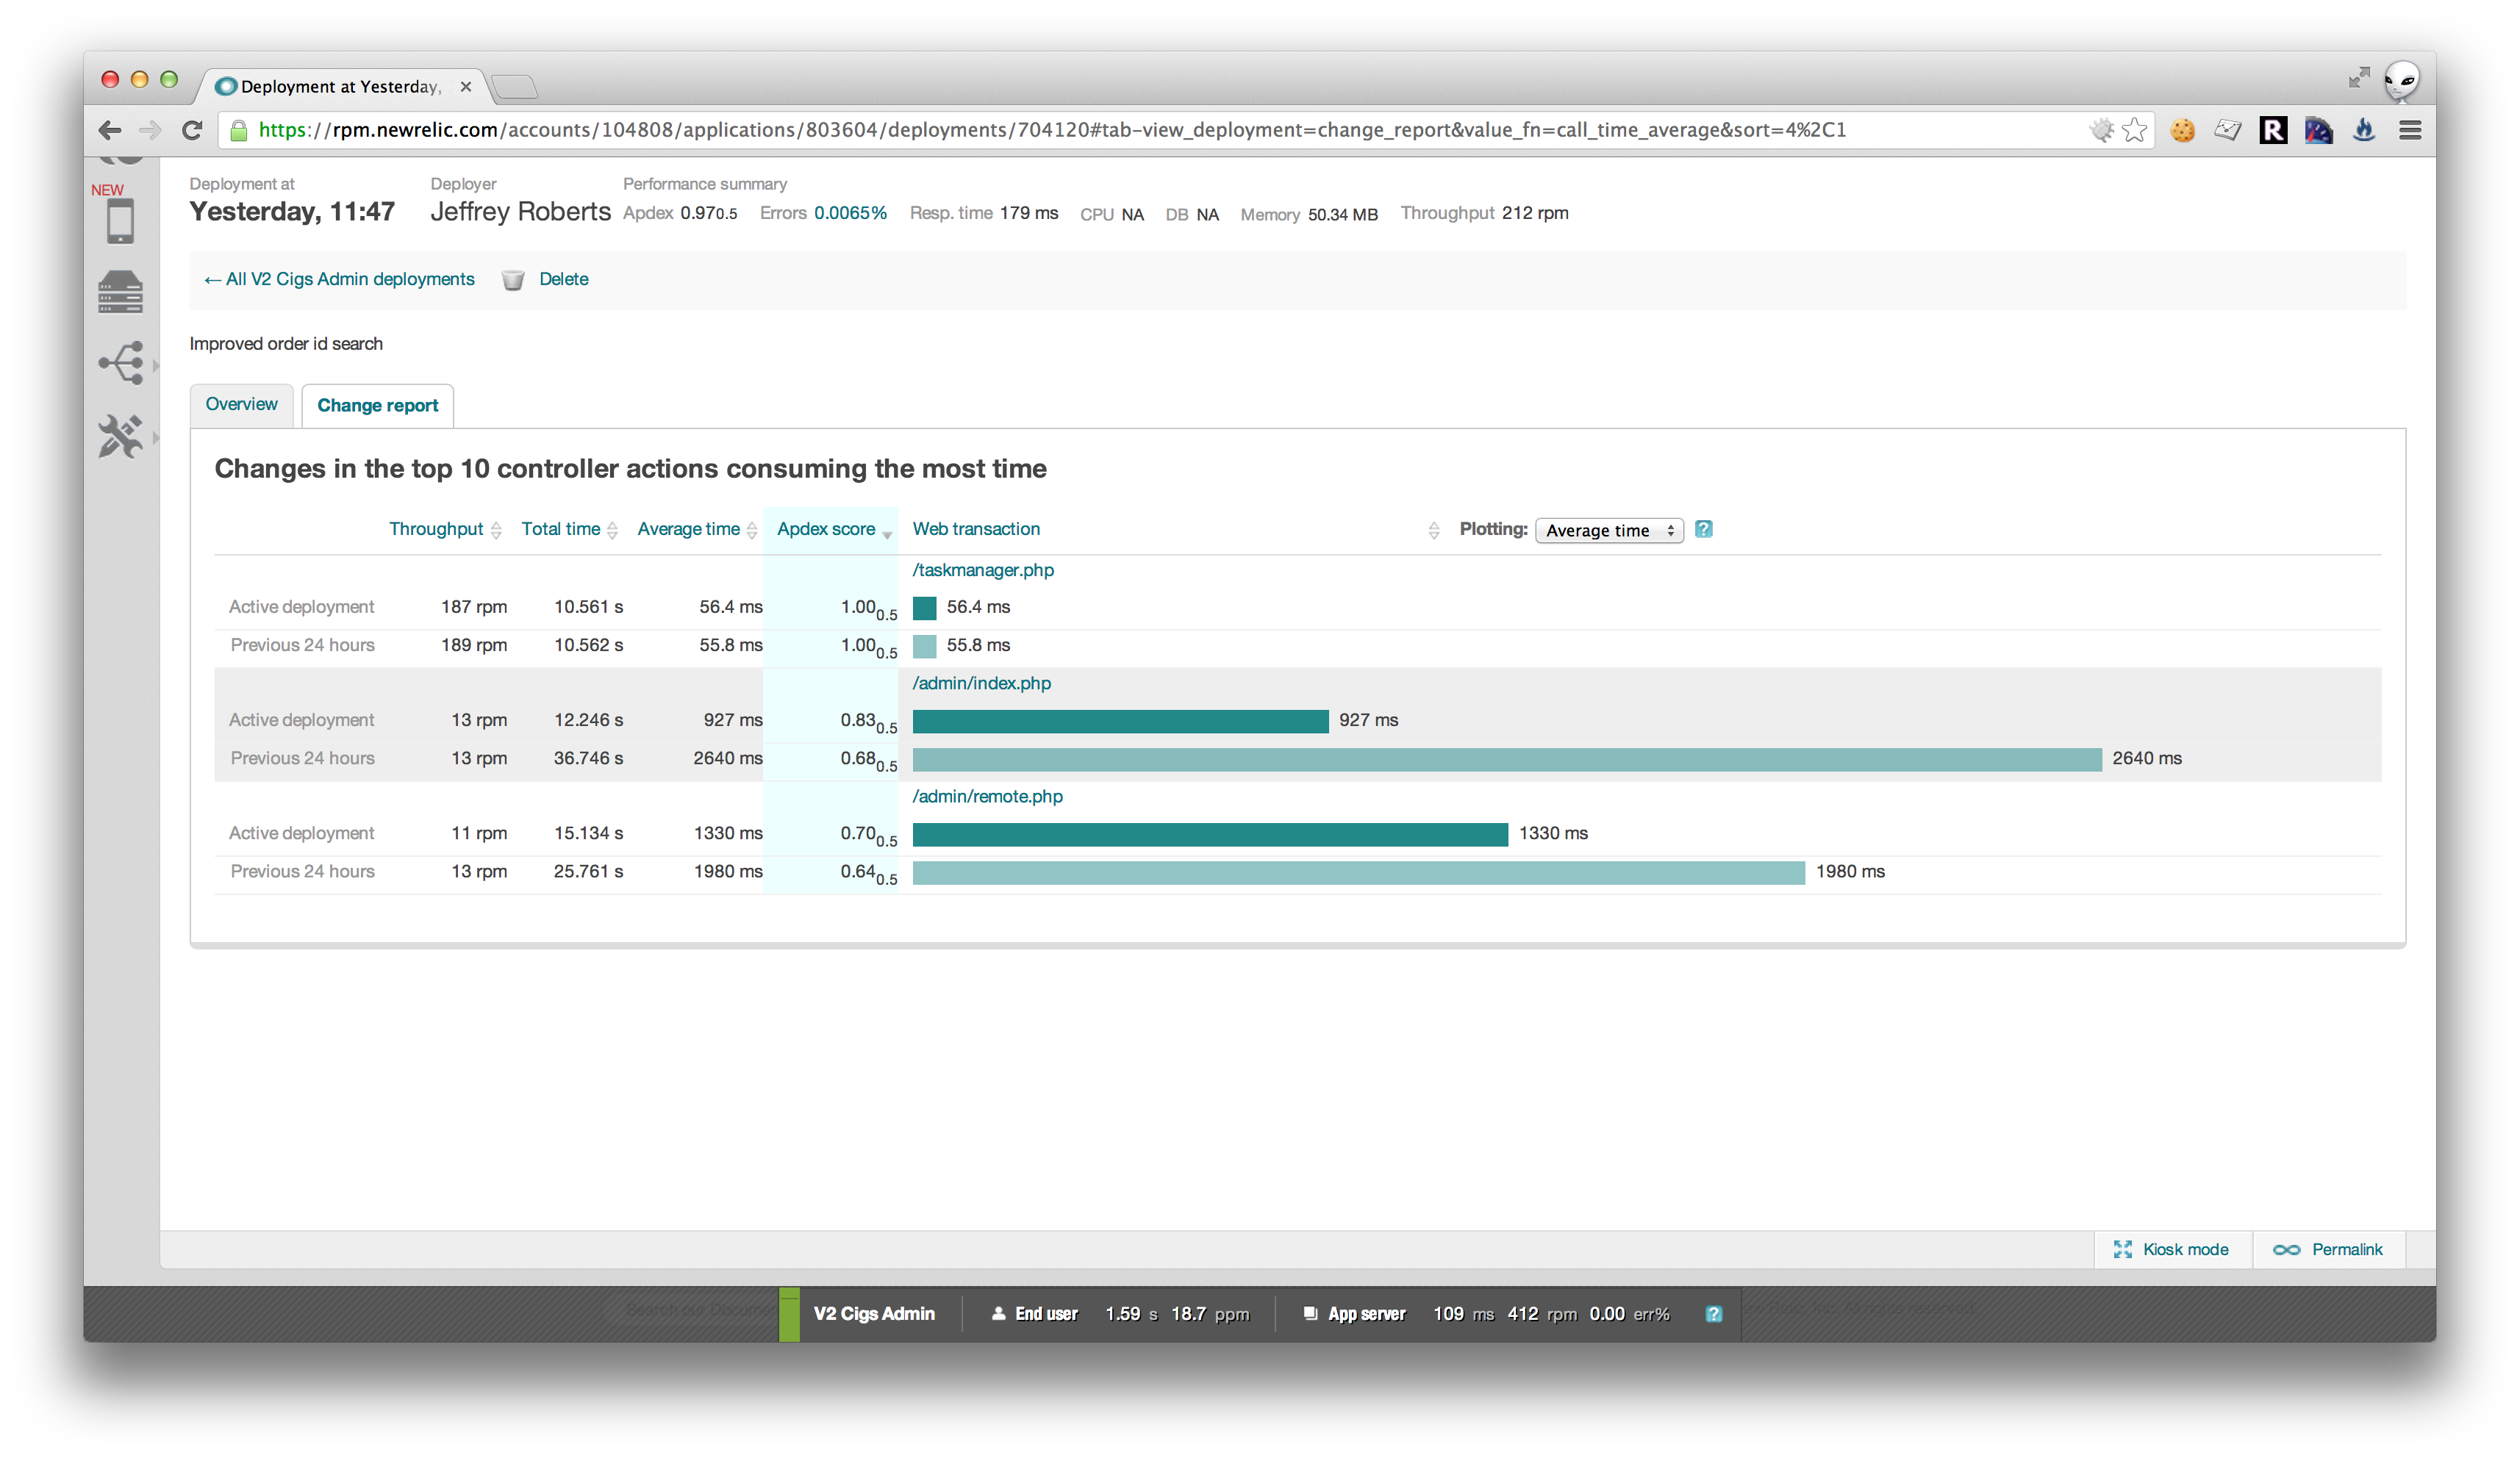 Deployment at Yesterday,
https://rpm.newrelic.com/accounts/104808/applications/803604/deployments/704120#tab-view_deployment=change_report&value_fn=call_time_average&sort=4%2C1
R
NEW
Deployment at Deployer Performance summary
Yesterday, 11:47 Jeffrey Roberts Apdex 0.970.5 Errors 0.0065% Resp. time 179 ms CPU NA DB NA Memory 50.34 MB Throughput 212 rpm
← All V2 Cigs Admin deployments Delete
Improved order id search
Overview Change report
Changes in the top 10 controller actions consuming the most time
Throughput Total time Average time Apdex score Web transaction Plotting: Average time ?
/taskmanager.php
Active deployment 187 rpm 10.561 s 56.4 ms 1.00 0.5 56.4 ms
Previous 24 hours 189 rpm 10.562 s 55.8 ms 1.00 0.5 55.8 ms
/admin/index.php
Active deployment 13 rpm 12.246 s 927 ms 0.83 0.5 927 ms
Previous 24 hours 13 rpm 36.746 s 2640 ms 0.68 0.5 2640 ms
/admin/remote.php
Active deployment 11 rpm 15.134 s 1330 ms 0.70 0.5 1330 ms
Previous 24 hours 13 rpm 25.761 s 1980 ms 0.64 0.5 1980 ms
Kiosk mode Permalink
Search our Documen
V2 Cigs Admin End user 1.59 s 18.7 ppm App server 109 ms 412 rpm 0.00 err% ?